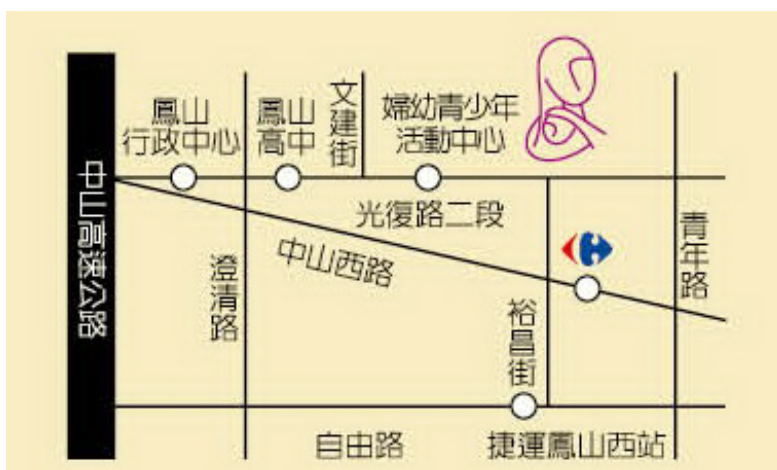 鳳山
行政中心
鳳山
高中
文建街
婦幼青少年
活動中心
中山高速公路
光復路二段
中山西路
澄清路
青年路
裕昌街
自由路
捷運鳳山西站